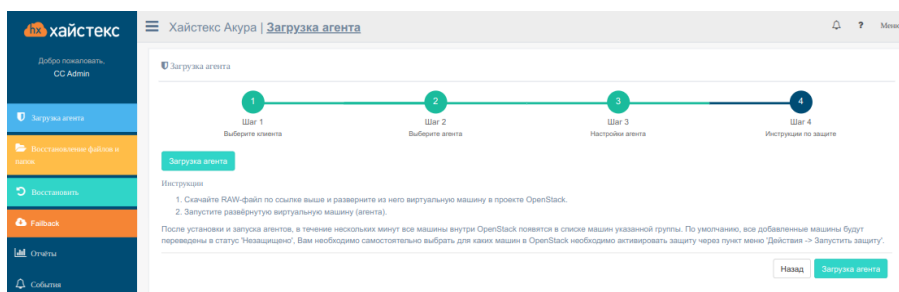 hx хайстекс
Хайстекс Акура | Загрузка агента
?
Добро пожаловать,
CC Admin
Загрузка агента
1
2
3
4
Шаг 1
Шаг 2
Шаг 3
Шаг 4
Выберите клиента
Выберите агента
Настройки агента
Инструкции по защите
Загрузка агента
Восстановление файлов и
папок
Восстановить
Failback
Отчёты
События
Загрузка агента
Инструкции
1. Скачайте RAW-файл по ссылке выше и разверните из него виртуальную машину в проекте OpenStack.
2. Запустите развёрнутую виртуальную машину (агента).
После установки и запуска агентов, в течение нескольких минут все машины внутри OpenStack появятся в списке машин указанной группы. По умолчанию, все добавленные машины будут
переведены в статус 'Незащищено', Вам необходимо самостоятельно выбрать для каких машин в OpenStack необходимо активировать защиту через пункт меню 'Действия -> Запустить защиту'.
Назад
Загрузка агента